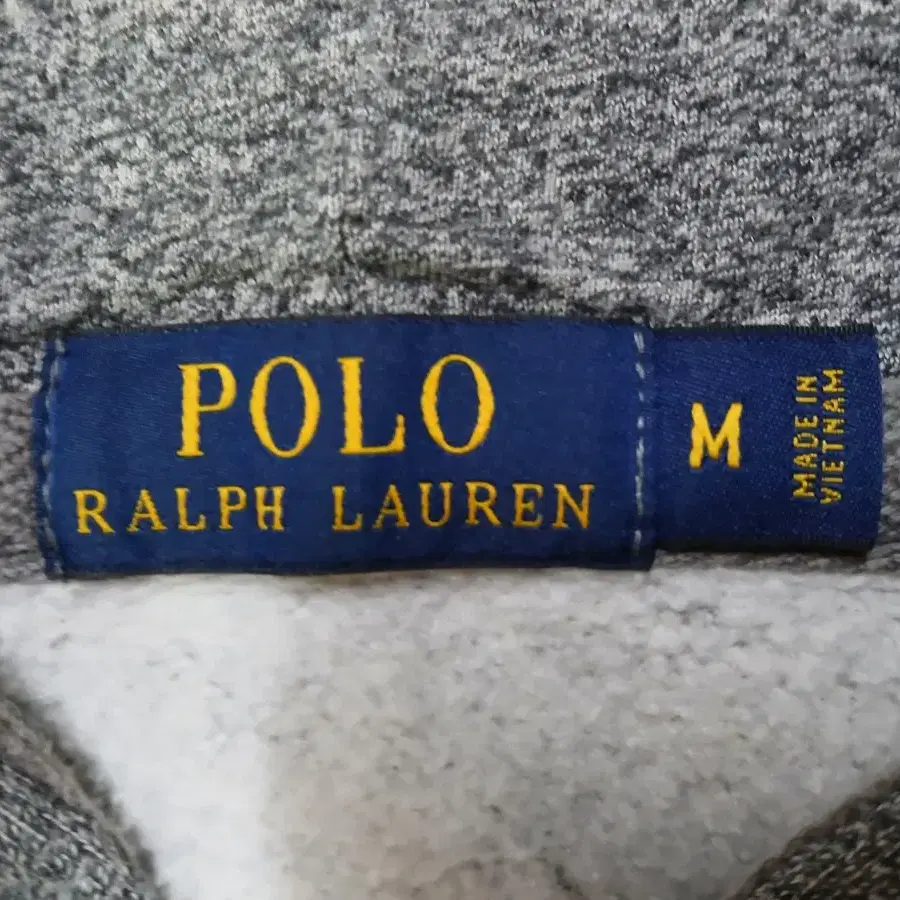 POLO
RALPH LAUREN
M
MADE IN
VIETNAM